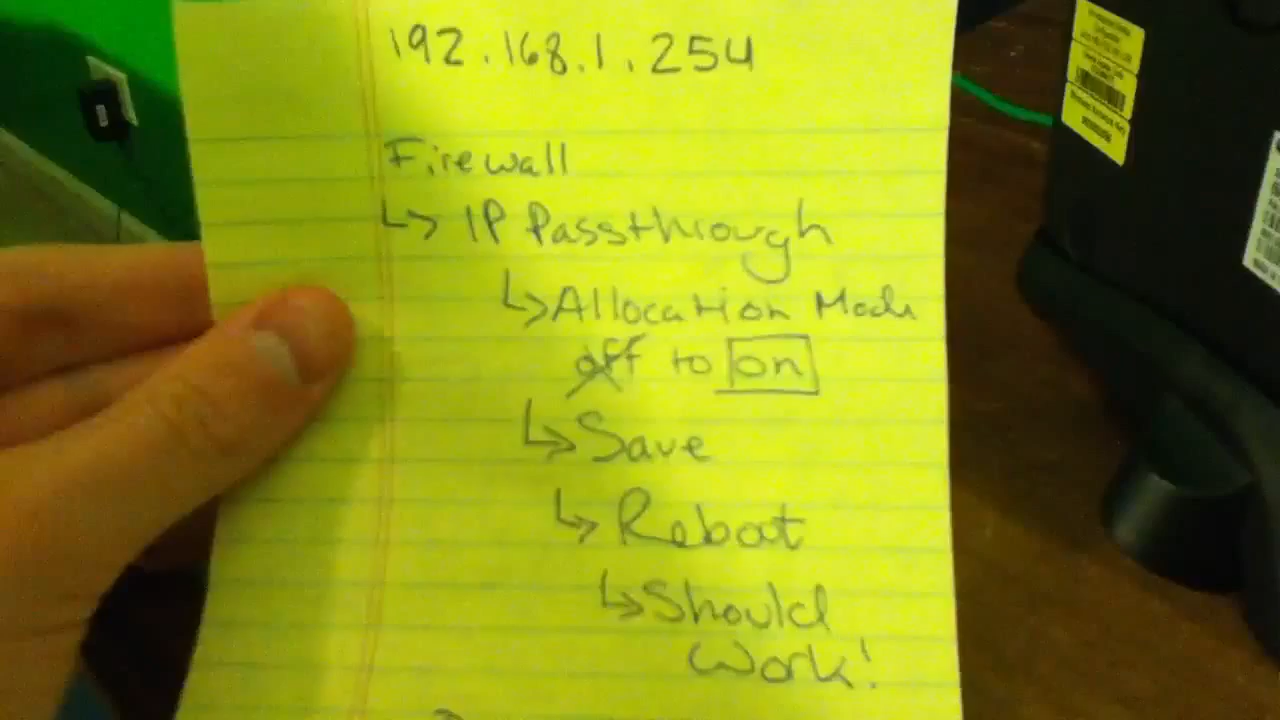 192.168.1.254
Firewall
↳ IP Passthrough
↳ Allocation Mode
off to on
↳ Save
↳ Reboot
↳ Should
Work!